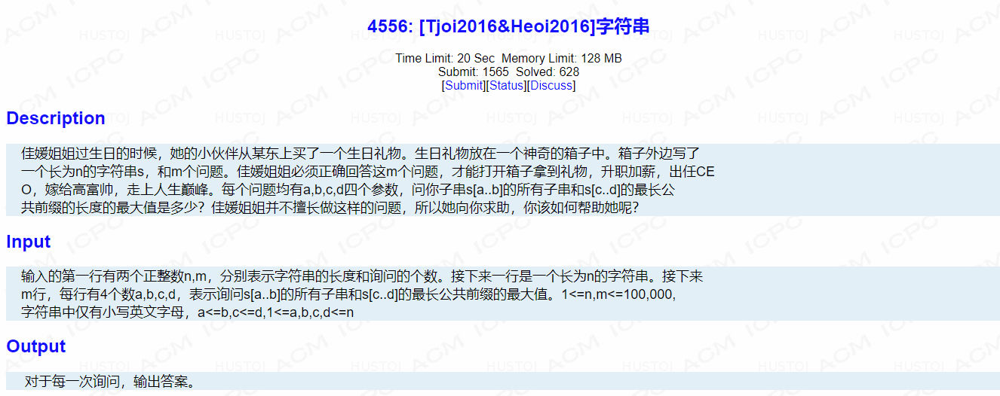 4556: [Tjoi2016&Heoi2016]字符串
Time Limit: 20 Sec  Memory Limit: 128 MB
Submit: 1565  Solved: 628
[Submit][Status][Discuss]
Description
佳媛姐姐过生日的时候，她的小伙伴从某东上买了一个生日礼物。生日礼物放在一个神奇的箱子中。箱子外边写了
一个长为n的字符串s，和m个问题。佳媛姐姐必须正确回答这m个问题，才能打开箱子拿到礼物，升职加薪，出任CE
O，嫁给高富帅，走上人生巅峰。每个问题均有a,b,c,d四个参数，问你子串s[a..b]的所有子串和s[c..d]的最长公
共前缀的长度的最大值是多少？佳媛姐姐并不擅长做这样的问题，所以她向你求助，你该如何帮助她呢？
Input
输入的第一行有两个正整数n,m，分别表示字符串的长度和询问的个数。接下来一行是一个长为n的字符串。接下来
m行，每行有4个数a,b,c,d，表示询问s[a..b]的所有子串和s[c..d]的最长公共前缀的最大值。1<=n,m<=100,000,
字符串中仅有小写英文字母，a<=b,c<=d,1<=a,b,c,d<=n
Output
对于每一次询问，输出答案。